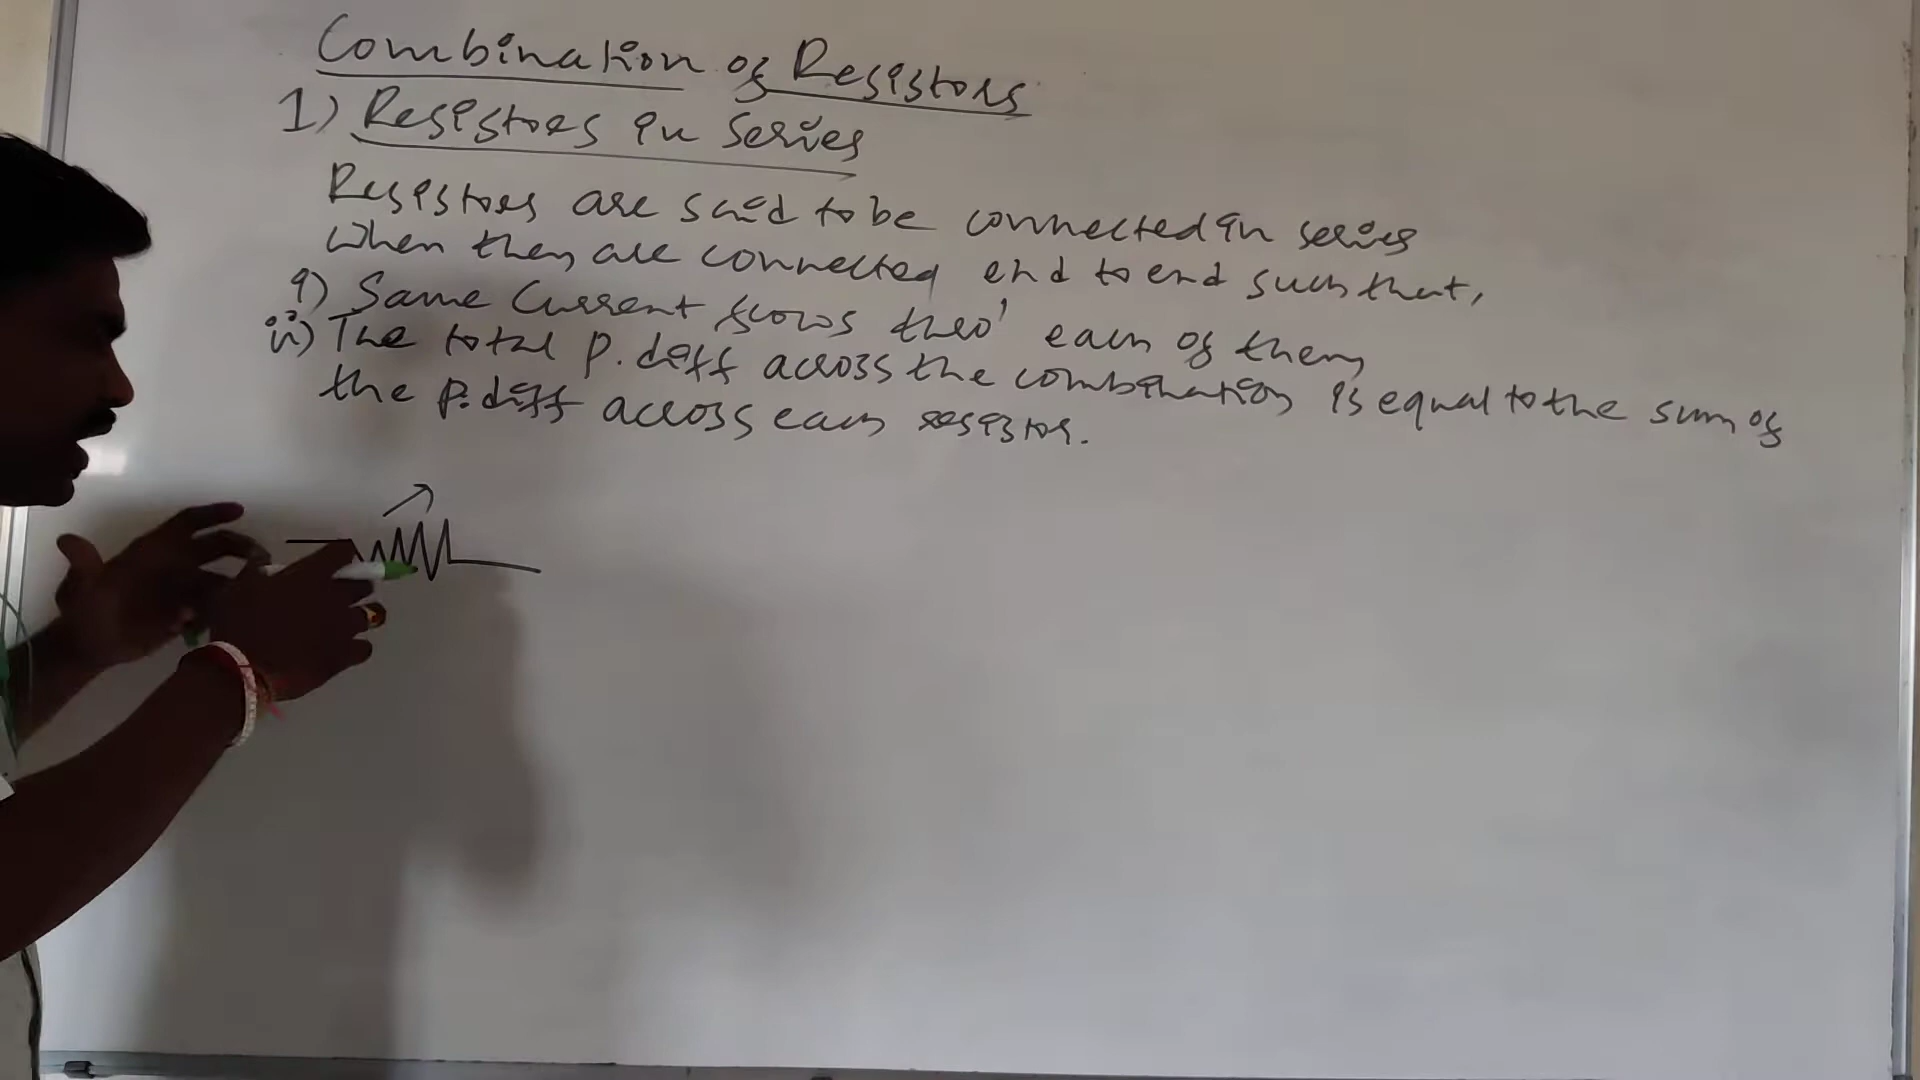 Combination of Resistors
1) Resistors in series
Resistors are said to be connected in series
when they are connected end to end such that,
i) Same Current flows thro' each of them,
ii) The total p. diff across the combination is equal to the sum of
the p. diff across each resistor.